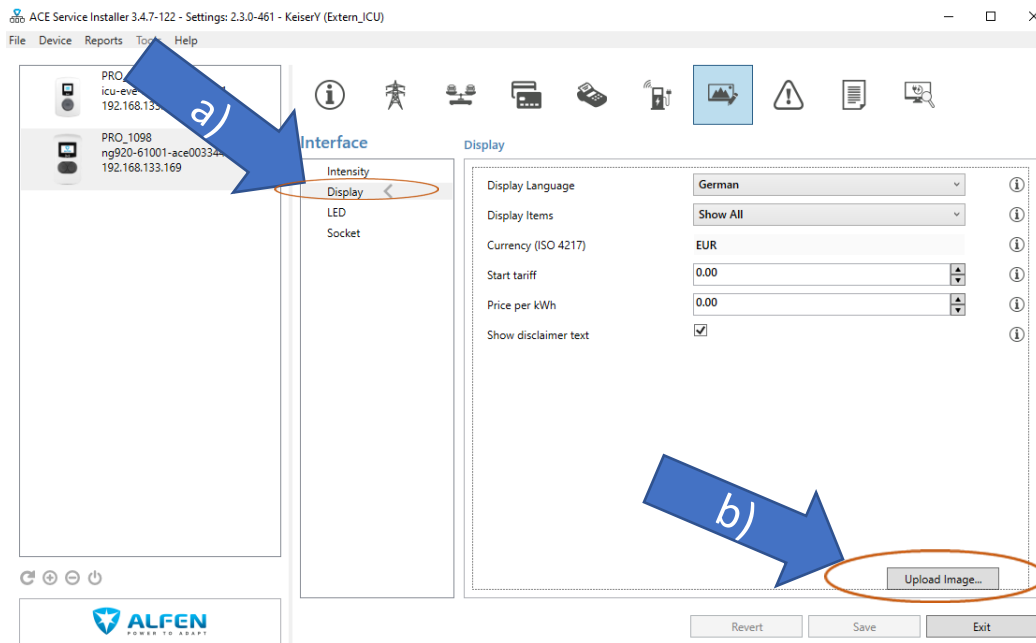 ACE Service Installer 3.4.7-122 - Settings: 2.3.0-461 - KeiserY (Extern_ICU)
File Device Reports Help
PRO_
icu-eve
192.168.133
PRO_1098
ng920-61001-ace003344
192.168.133.169
a)
Interface
Intensity
Display
LED
Socket
Display
Display Language German
Display Items Show All
Currency (ISO 4217) EUR
Start tariff 0.00
Price per kWh 0.00
Show disclaimer text
b)
Upload Image...
ALFEN
POWER TO ADAPT
Revert Save Exit